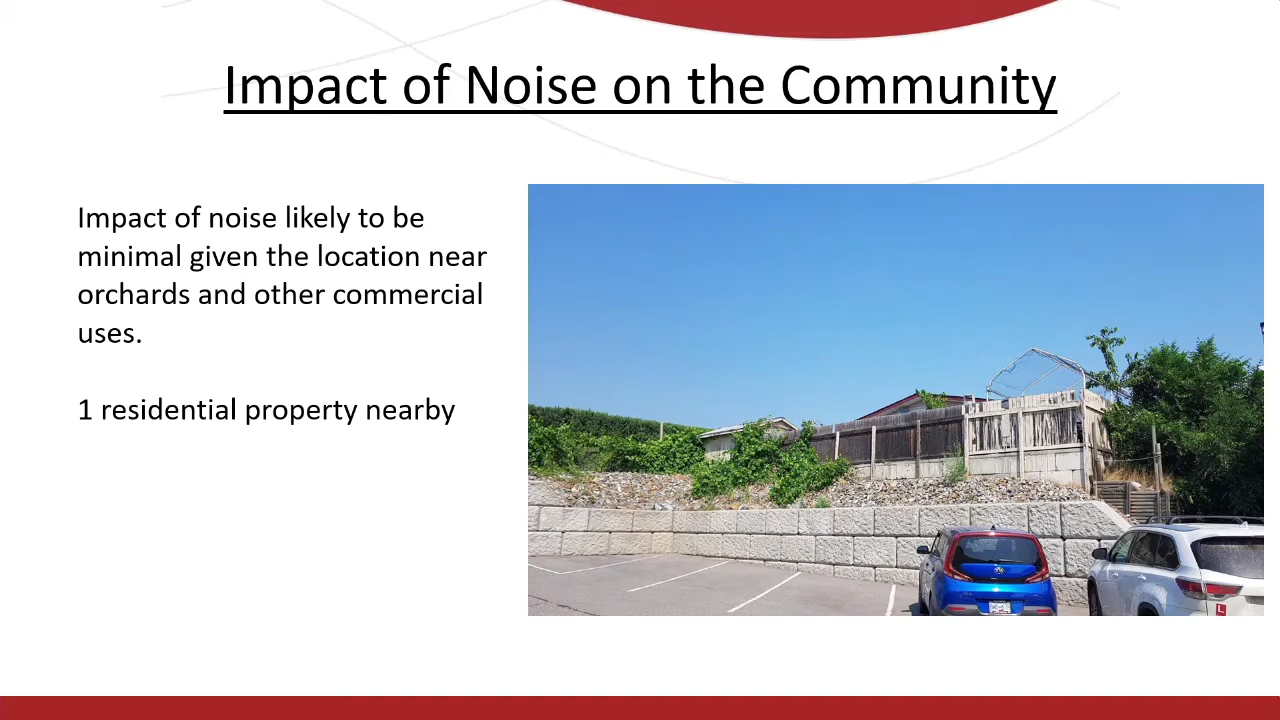 Impact of Noise on the Community
Impact of noise likely to be
minimal given the location near
orchards and other commercial
uses.
1 residential property nearby
L